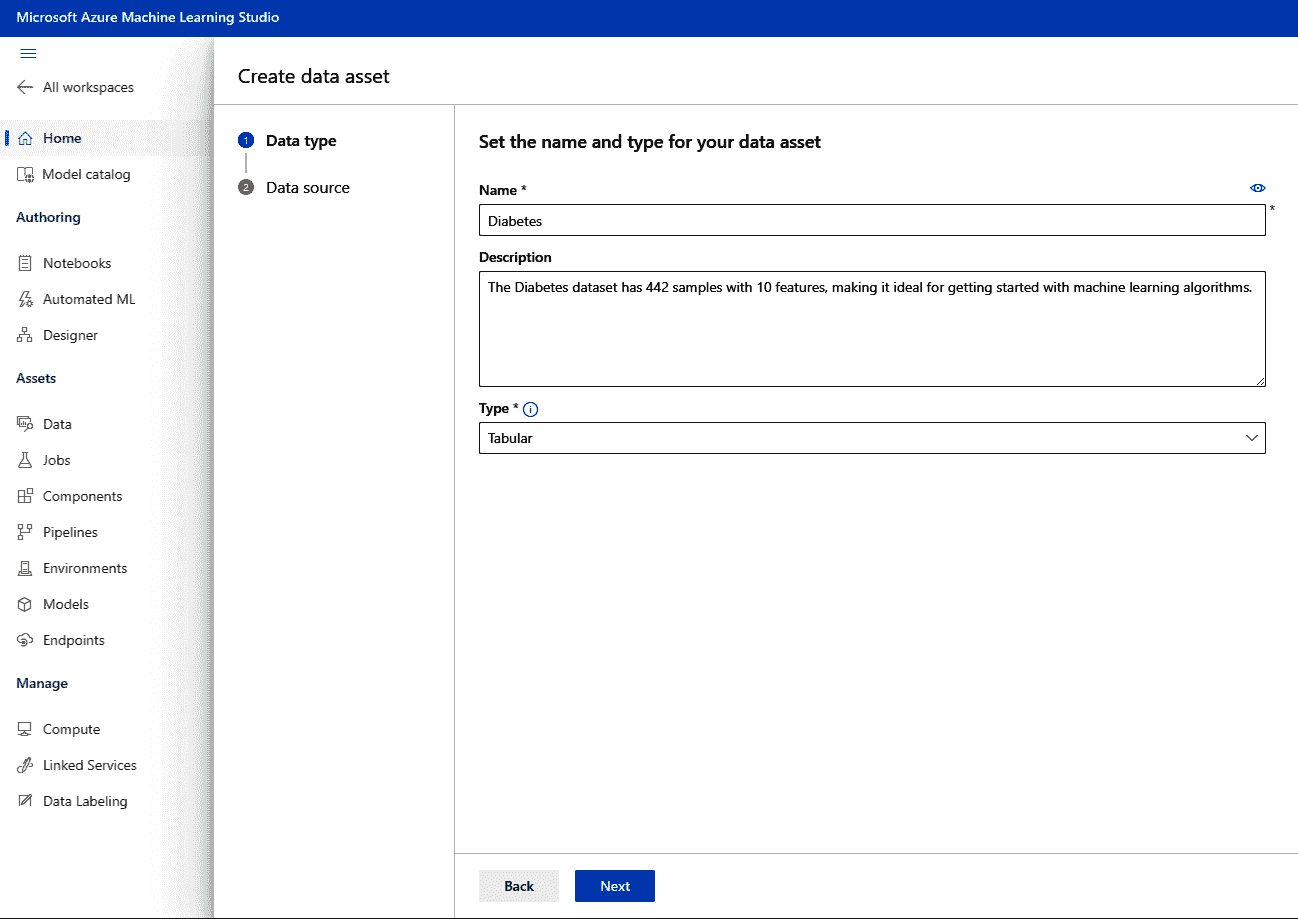 Microsoft Azure Machine Learning Studio
All workspaces
Home
Model catalog
Authoring
Notebooks
Automated ML
Designer
Assets
Data
Jobs
Components
Pipelines
Environments
Models
Endpoints
Manage
Compute
Linked Services
Data Labeling
Create data asset
1 Data type
2 Data source
Set the name and type for your data asset
Name *
Diabetes
*
Description
The Diabetes dataset has 442 samples with 10 features, making it ideal for getting started with machine learning algorithms.
Type * i
Tabular
Back Next